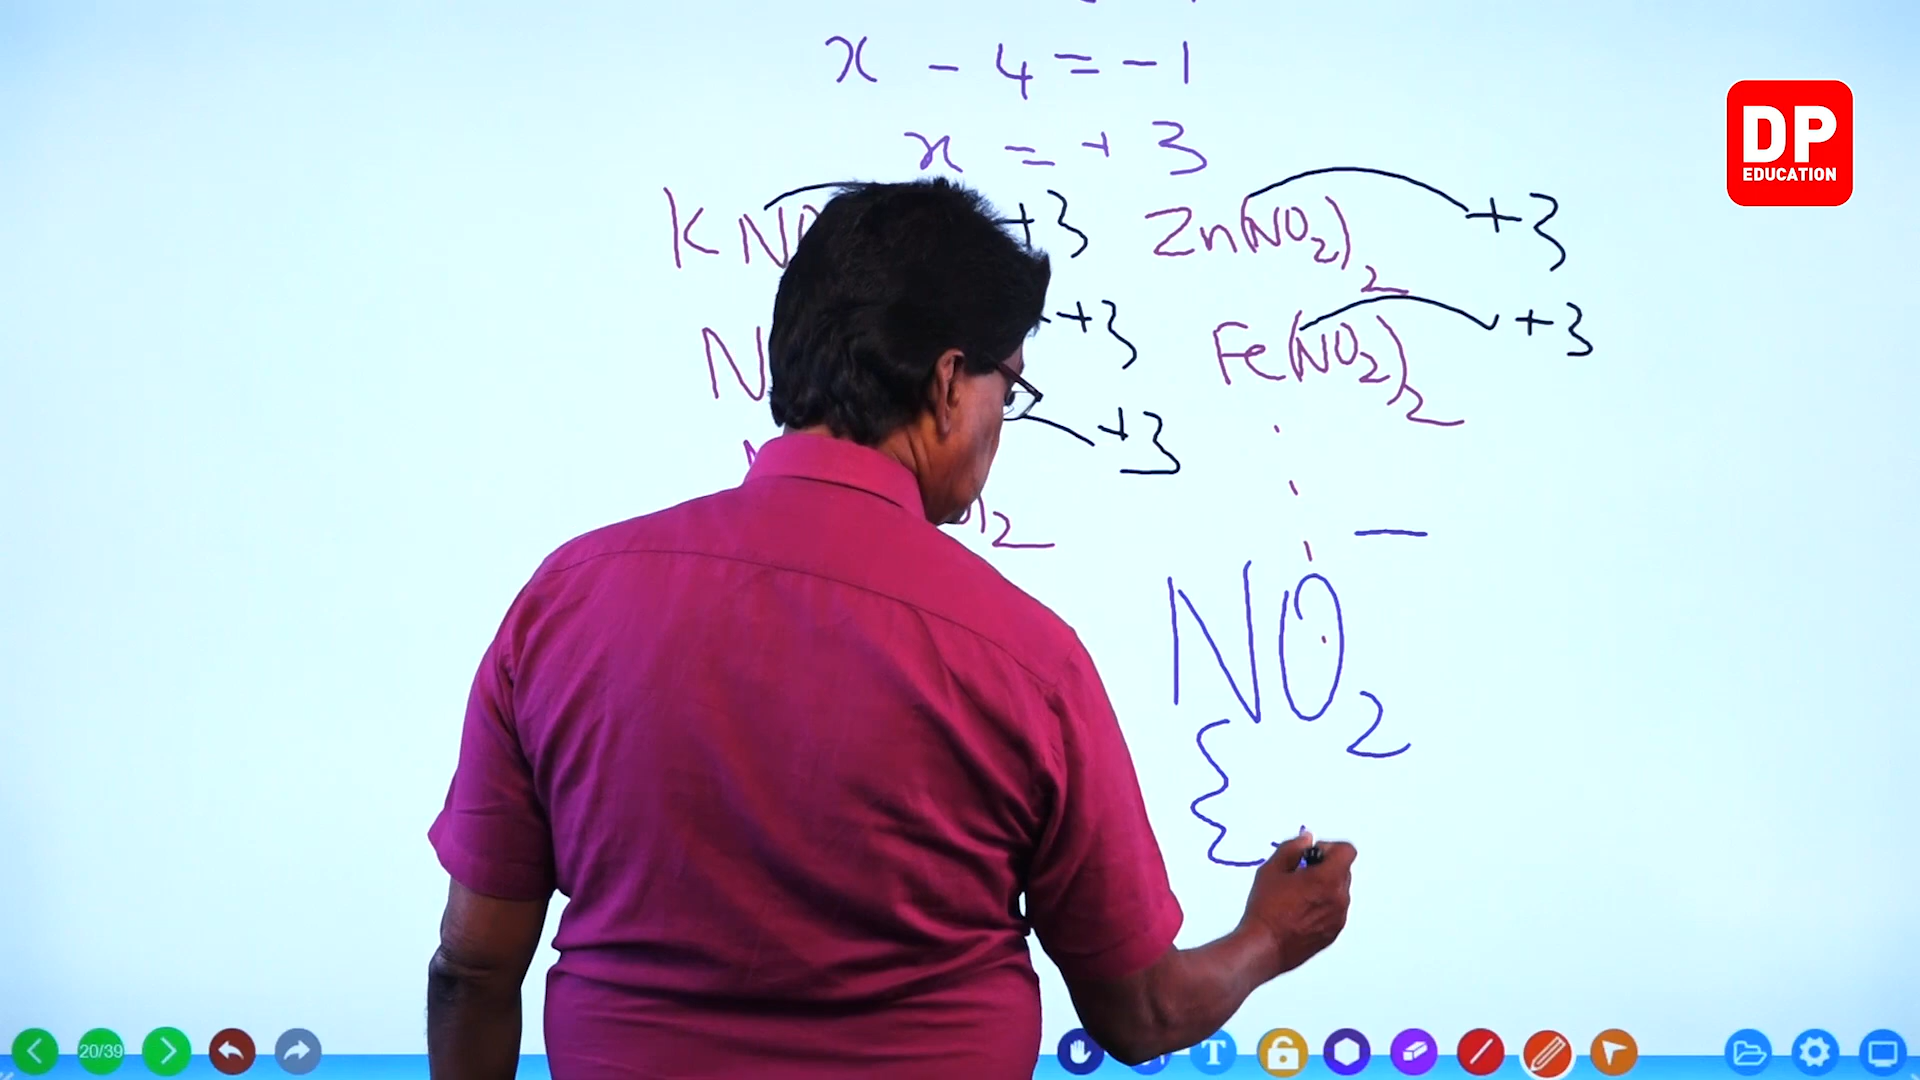 x - 4 = -1
x = + 3
DP
EDUCATION
KNO +3 Zn(NO2)2 +3
+3 Fe(NO2)2 +3
+3
2
NO2 –
20/39
T